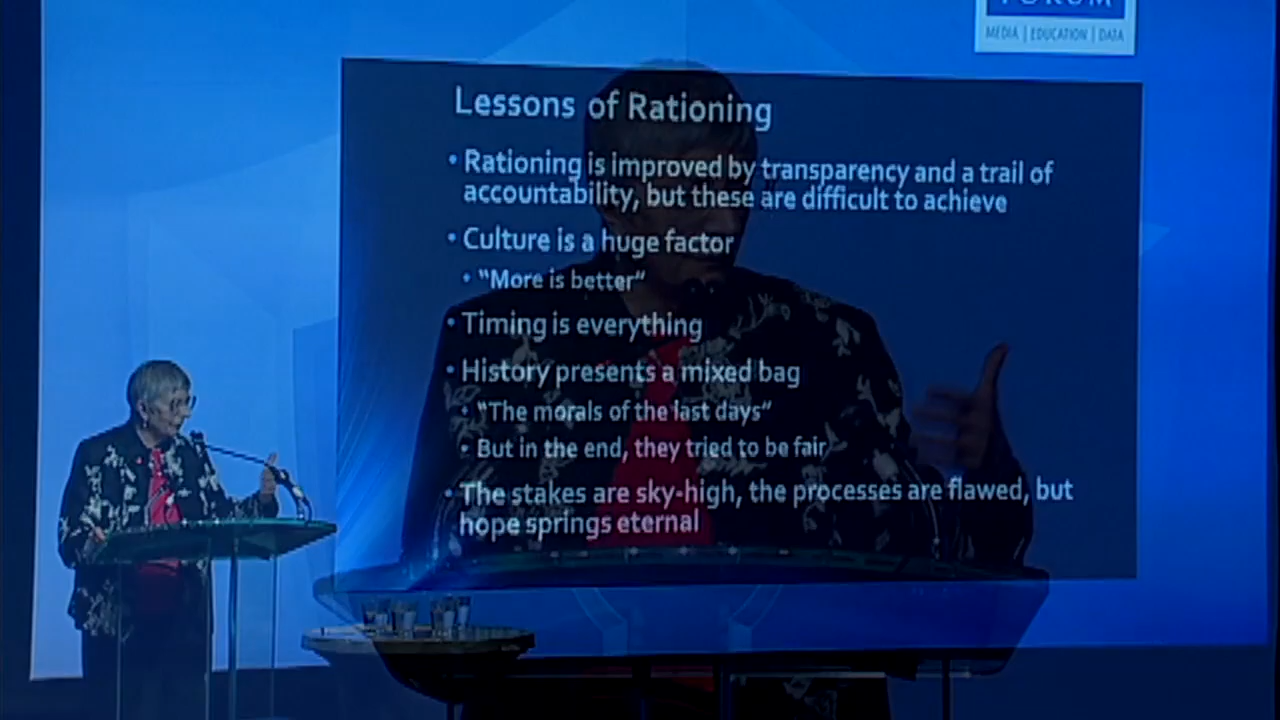 FORUM
MEDIA | EDUCATION | DATA
Lessons of Rationing
• Rationing is improved by transparency and a trail of
accountability, but these are difficult to achieve
• Culture is a huge factor
• “More is better“
• Timing is everything
• History presents a mixed bag
• “The morals of the last days”
• But in the end, they tried to be fair
• The stakes are sky-high, the processes are flawed, but
hope springs eternal